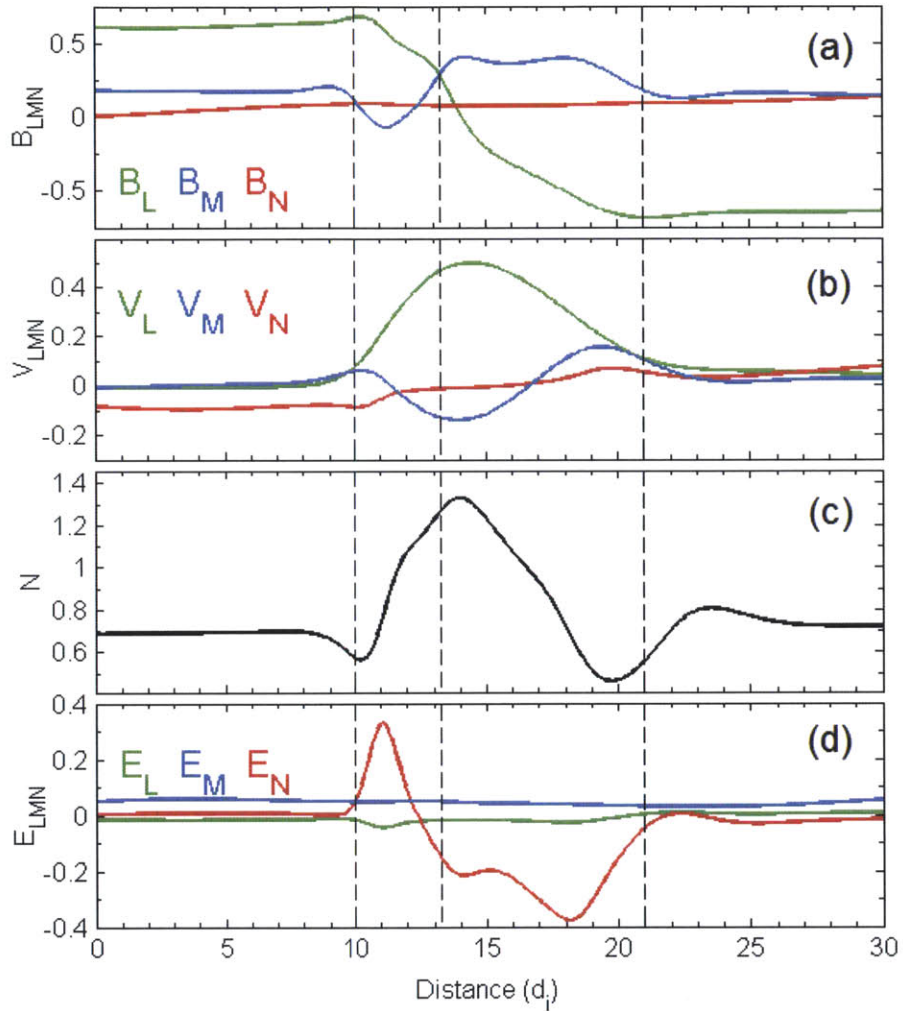 (a)
0.5
0
-0.5
B_LMN
B_L B_M B_N
(b)
0.4
0.2
0
-0.2
V_LMN
V_L V_M V_N
(c)
1.4
1.2
1
0.8
0.6
N
(d)
0.4
0.2
0
-0.2
-0.4
E_LMN
E_L E_M E_N
0 5 10 15 20 25 30
Distance (d_i)